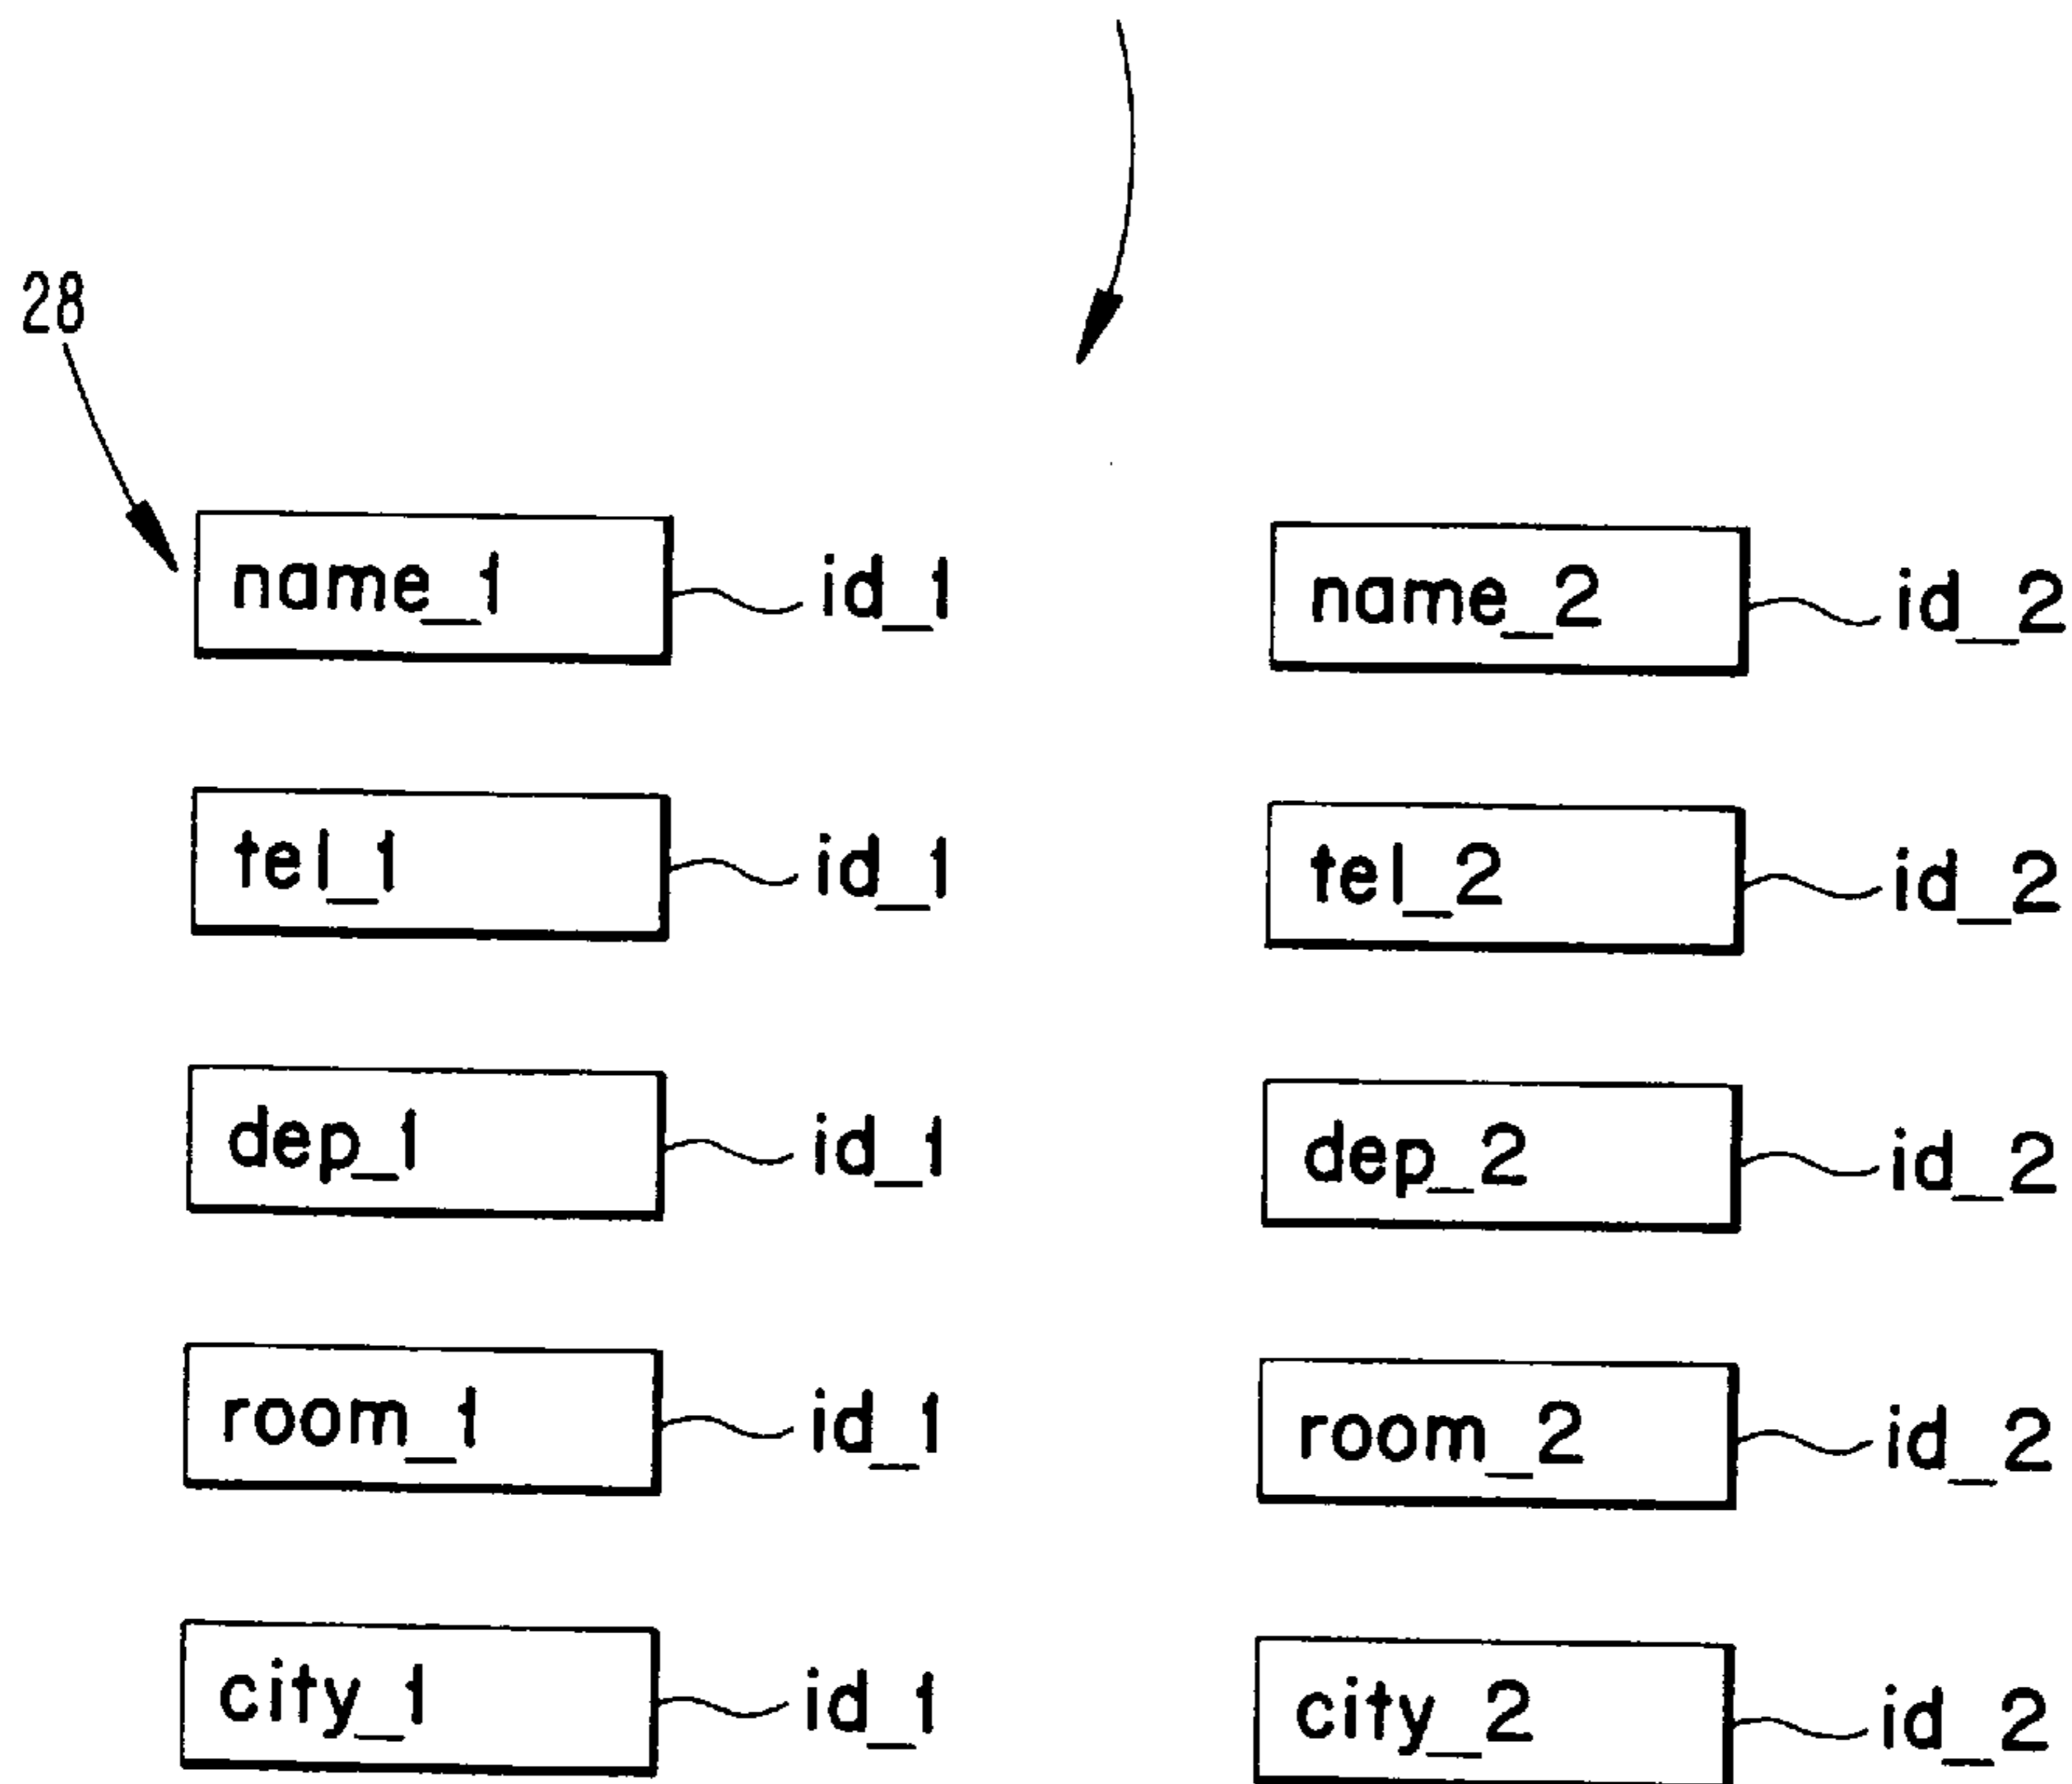 28
name_1 id_1 name_2 id_2
tel_1 id_1 tel_2 id_2
dep_1 id_1 dep_2 id_2
room_1 id_1 room_2 id_2
city_1 id_1 city_2 id_2